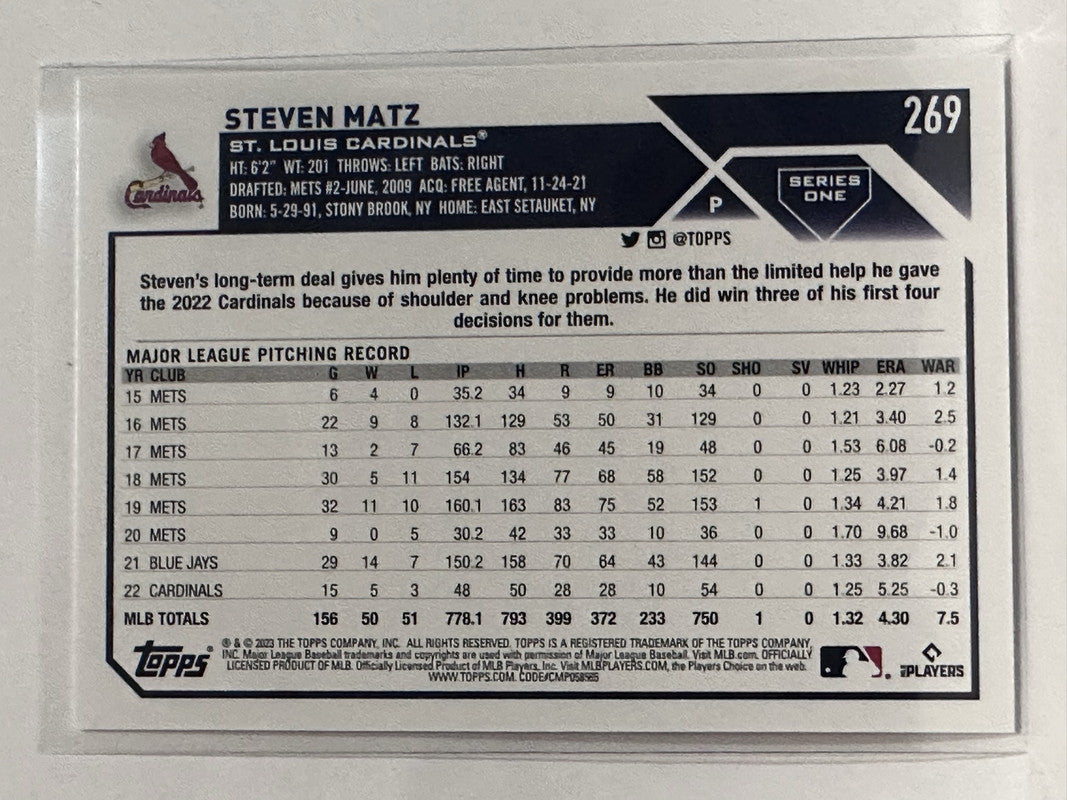 STEVEN MATZ
269
ST. LOUIS CARDINALS®
HT: 6'2" WT: 201 THROWS: LEFT BATS: RIGHT
DRAFTED: METS #2-JUNE, 2009 ACQ: FREE AGENT, 11-24-21
BORN: 5-29-91, STONY BROOK, NY HOME: EAST SETAUKET, NY
Cardinals
P
SERIES
ONE
@TOPPS
Steven's long-term deal gives him plenty of time to provide more than the limited help he gave
the 2022 Cardinals because of shoulder and knee problems. He did win three of his first four
decisions for them.
MAJOR LEAGUE PITCHING RECORD
YR CLUB G W L IP H R ER BB SO SHO SV WHIP ERA WAR
15 METS 6 4 0 35.2 34 9 9 10 34 0 0 1.23 2.27 1.2
16 METS 22 9 8 132.1 129 53 50 31 129 0 0 1.21 3.40 2.5
17 METS 13 2 7 66.2 83 46 45 19 48 0 0 1.53 6.08 -0.2
18 METS 30 5 11 154 134 77 68 58 152 0 0 1.25 3.97 1.4
19 METS 32 11 10 160.1 163 83 75 52 153 1 0 1.34 4.21 1.8
20 METS 9 0 5 30.2 42 33 33 10 36 0 0 1.70 9.68 -1.0
21 BLUE JAYS 29 14 7 150.2 158 70 64 43 144 0 0 1.33 3.82 2.1
22 CARDINALS 15 5 3 48 50 28 28 10 54 0 0 1.25 5.25 -0.3
MLB TOTALS 156 50 51 778.1 793 399 372 233 750 1 0 1.32 4.30 7.5
TOPPS®
® & © 2023 THE TOPPS COMPANY, INC. ALL RIGHTS RESERVED. TOPPS IS A REGISTERED TRADEMARK OF THE TOPPS COMPANY,
INC. Major League Baseball trademarks and copyrights are used with permission of Major League Baseball. Visit MLB.com. OFFICIALLY
LICENSED PRODUCT OF MLB. Officially Licensed Product of MLB Players, Inc. Visit MLBPLAYERS.COM, the Players Choice on the web.
WWW.TOPPS.COM. CODE#CMP058585
MLB PLAYERS